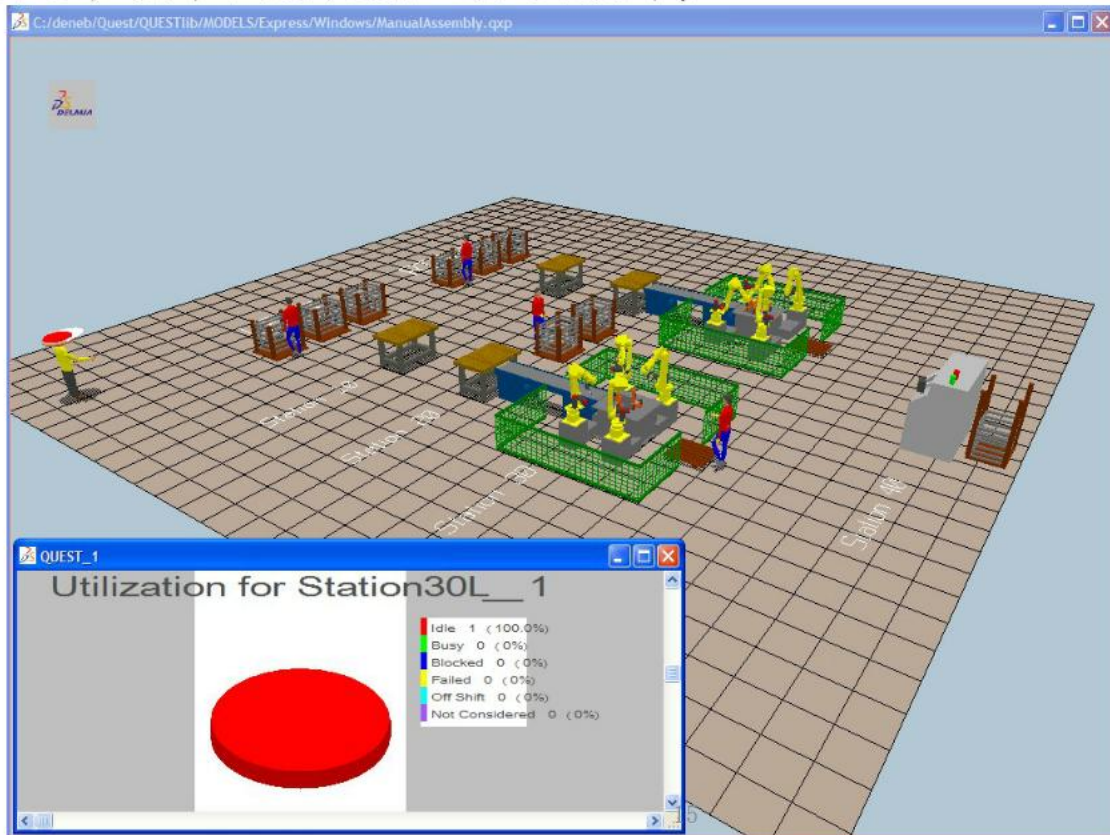 C:/deneb/Quest/QUESTlib/MODELS/Express/Windows/ManualAssembly.qxp
DELMIA
Station
Station
Station 30
Station 40
QUEST_1
Utilization for Station30L__1
Idle 1 (100.0%)
Busy 0 (0%)
Blocked 0 (0%)
Failed 0 (0%)
Off Shift 0 (0%)
Not Considered 0 (0%)
15